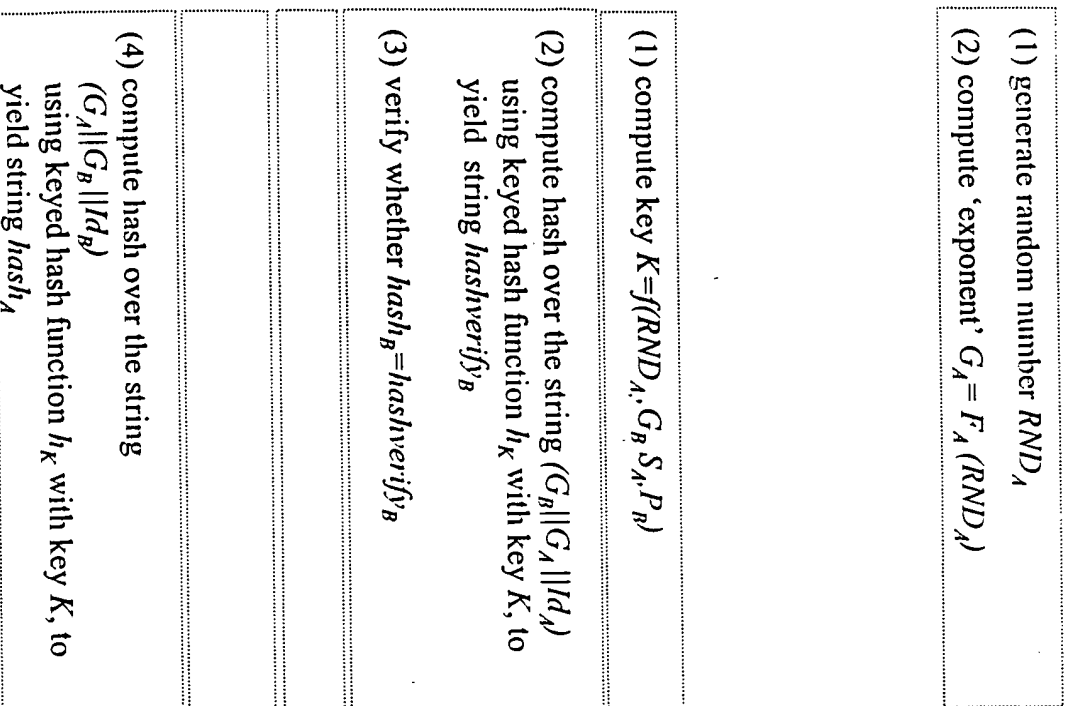 (1) generate random number RND_A
(2) compute ‘exponent’ G_A= F_A (RND_A)
(1) compute key K=f(RND_A, G_B S_A, P_B)
(2) compute hash over the string (G_B||G_A ||Id_A)
using keyed hash function h_K with key K, to
yield string hashverify_B
(3) verify whether hash_B=hashverify_B
(4) compute hash over the string
(G_A||G_B ||Id_B)
using keyed hash function h_K with key K, to
yield string hash_A